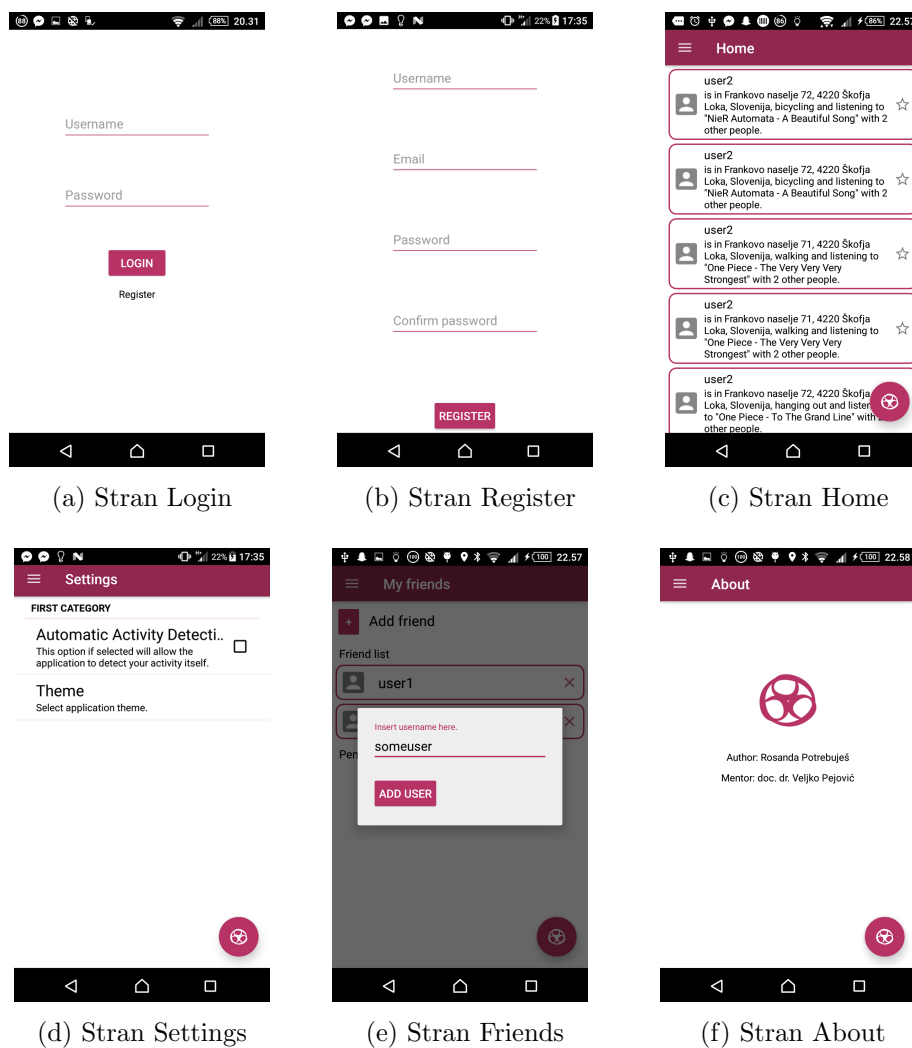 88% 20.31
Username
Password
LOGIN
Register
(a) Stran Login
22% 17:35
Username
Email
Password
Confirm password
REGISTER
(b) Stran Register
86% 22.57
Home
user2
is in Frankovo naselje 72, 4220 Škofja
Loka, Slovenija, bicycling and listening to
"NieR Automata - A Beautiful Song" with 2
other people.
user2
is in Frankovo naselje 72, 4220 Škofja
Loka, Slovenija, bicycling and listening to
"NieR Automata - A Beautiful Song" with 2
other people.
user2
is in Frankovo naselje 71, 4220 Škofja
Loka, Slovenija, walking and listening to
"One Piece - The Very Very Very
Strongest" with 2 other people.
user2
is in Frankovo naselje 71, 4220 Škofja
Loka, Slovenija, walking and listening to
"One Piece - The Very Very Very
Strongest" with 2 other people.
user2
is in Frankovo naselje 72, 4220 Škofja
Loka, Slovenija, hanging out and listen
to "One Piece - To The Grand Line" with
other people.
(c) Stran Home
22% 17:35
Settings
FIRST CATEGORY
Automatic Activity Detecti..
This option if selected will allow the
application to detect your activity itself.
Theme
Select application theme.
(d) Stran Settings
100 22.57
My friends
+ Add friend
Friend list
user1
Insert username here.
someuser
Pen
ADD USER
(e) Stran Friends
100 22.58
About
Author: Rosanda Potrebuješ
Mentor: doc. dr. Veljko Pejović
(f) Stran About